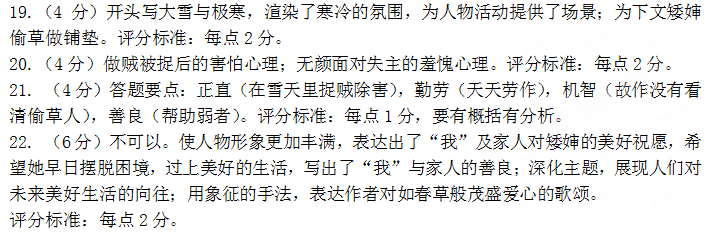 19.（4 分）开头写大雪与极寒，渲染了寒冷的氛围，为人物活动提供了场景；为下文矮婶
偷草做铺垫。评分标准：每点 2 分。
20.（4分）做贼被捉后的害怕心理；无颜面对失主的羞愧心理。评分标准：每点 2 分。
21.（4分）答题要点：正直（在雪天里捉贼除害），勤劳（天天劳作），机智（故作没有看
清偷草人），善良（帮助弱者）。评分标准：每点 1 分，要有概括有分析。
22.（6分）不可以。使人物形象更加丰满，表达出了“我”及家人对矮婶的美好祝愿，希
望她早日摆脱困境，过上美好的生活，写出了“我”与家人的善良；深化主题，展现人们对
未来美好生活的向往；用象征的手法，表达作者对如春草般茂盛爱心的歌颂。
评分标准：每点 2 分。